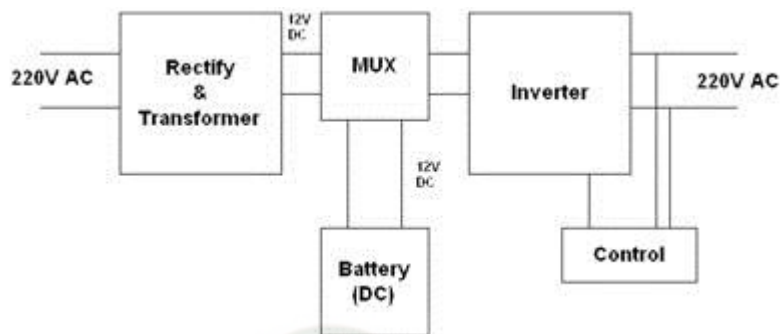 220V AC
Rectify
&
Transformer
12V
DC
MUX
Inverter
220V AC
12V
DC
Battery
(DC)
Control